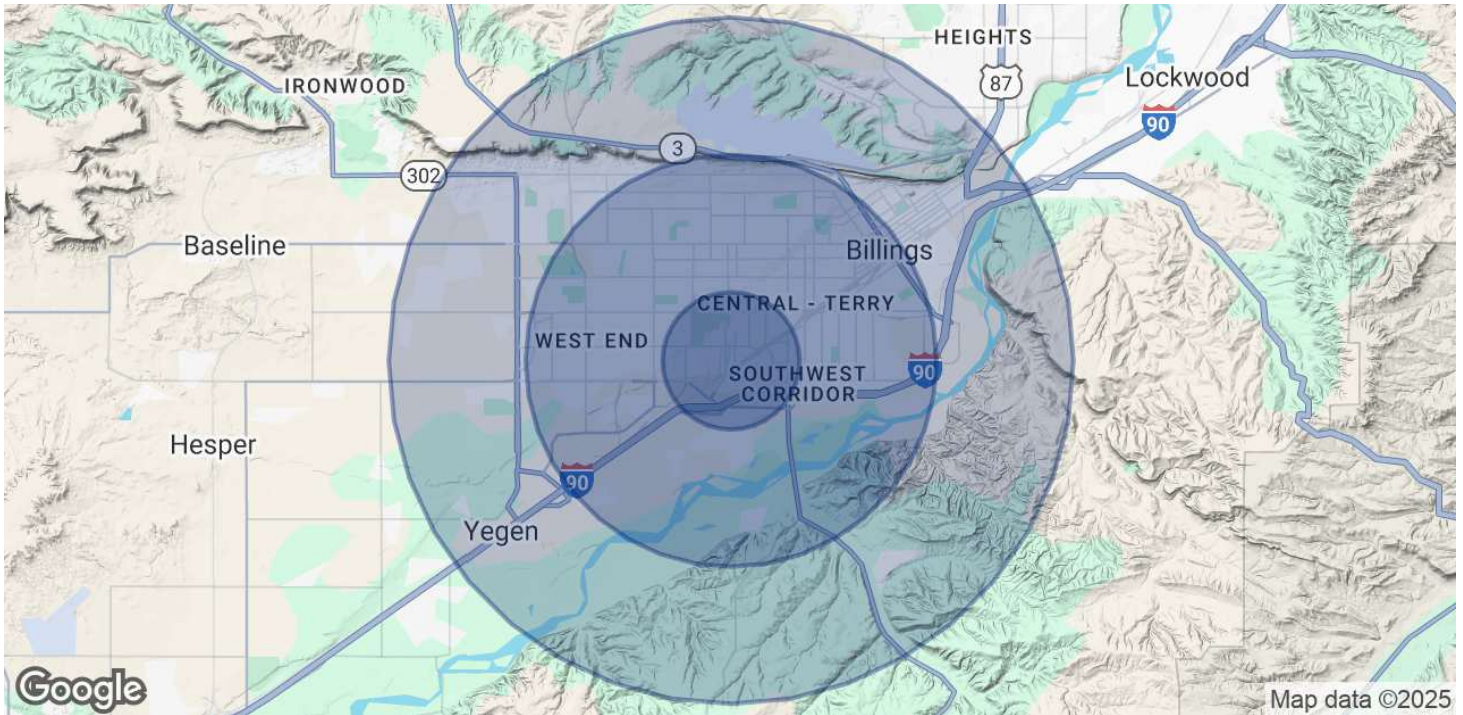 HEIGHTS
IRONWOOD
87
Lockwood
90
3
302
Baseline
Billings
CENTRAL - TERRY
WEST END
SOUTHWEST
CORRIDOR
90
Hesper
90
Yegen
Google
Map data ©2025